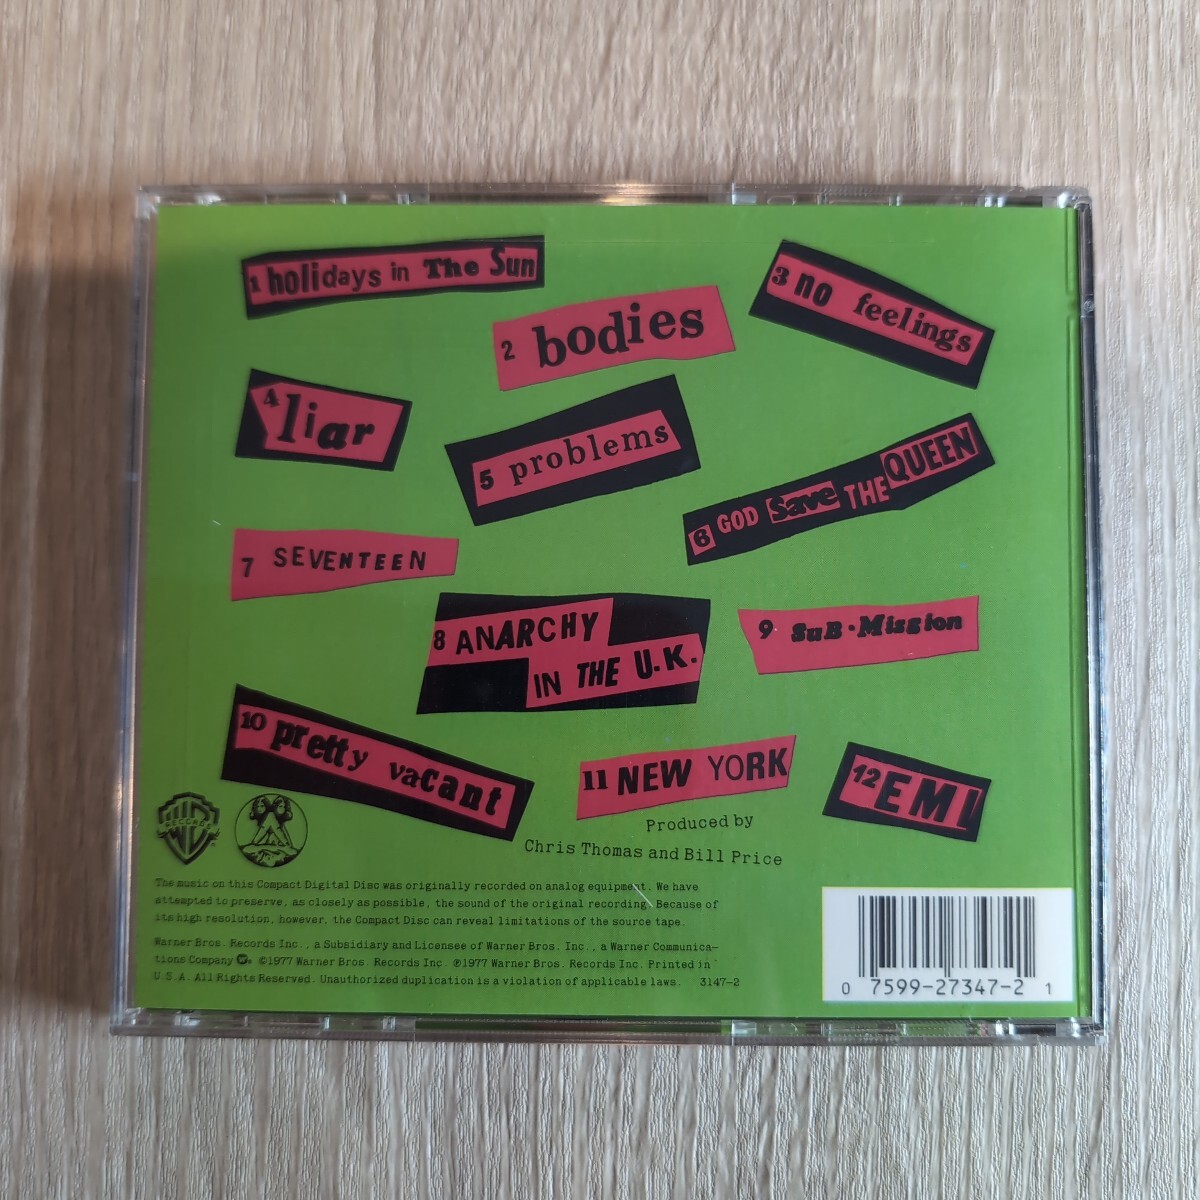 1 holidays in The Sun
2 bodies
3 no feelings
4 liar
5 problems
6 GOD Save THE QUEEN
7 SEVENTEEN
8 ANARCHY
IN THE U.K.
9 SuB·Mission
10 pretty vacant
11 NEW YORK
12 EMI
Produced by
Chris Thomas and Bill Price
RECORDS
The music on this Compact Digital Disc was originally recorded on analog equipment. We have
attempted to preserve, as closely as possible, the sound of the original recording. Because of
its high resolution, however, the Compact Disc can reveal limitations of the source tape.
Warner Bros. Records Inc., a Subsidiary and Licensee of Warner Bros. Inc., a Warner Communica–
tions Company ®. ©1977 Warner Bros. Records Inc. ℗1977 Warner Bros. Records Inc. Printed in
U.S.A. All Rights Reserved. Unauthorized duplication is a violation of applicable laws. 3147-2
0 7599-27347-2 1